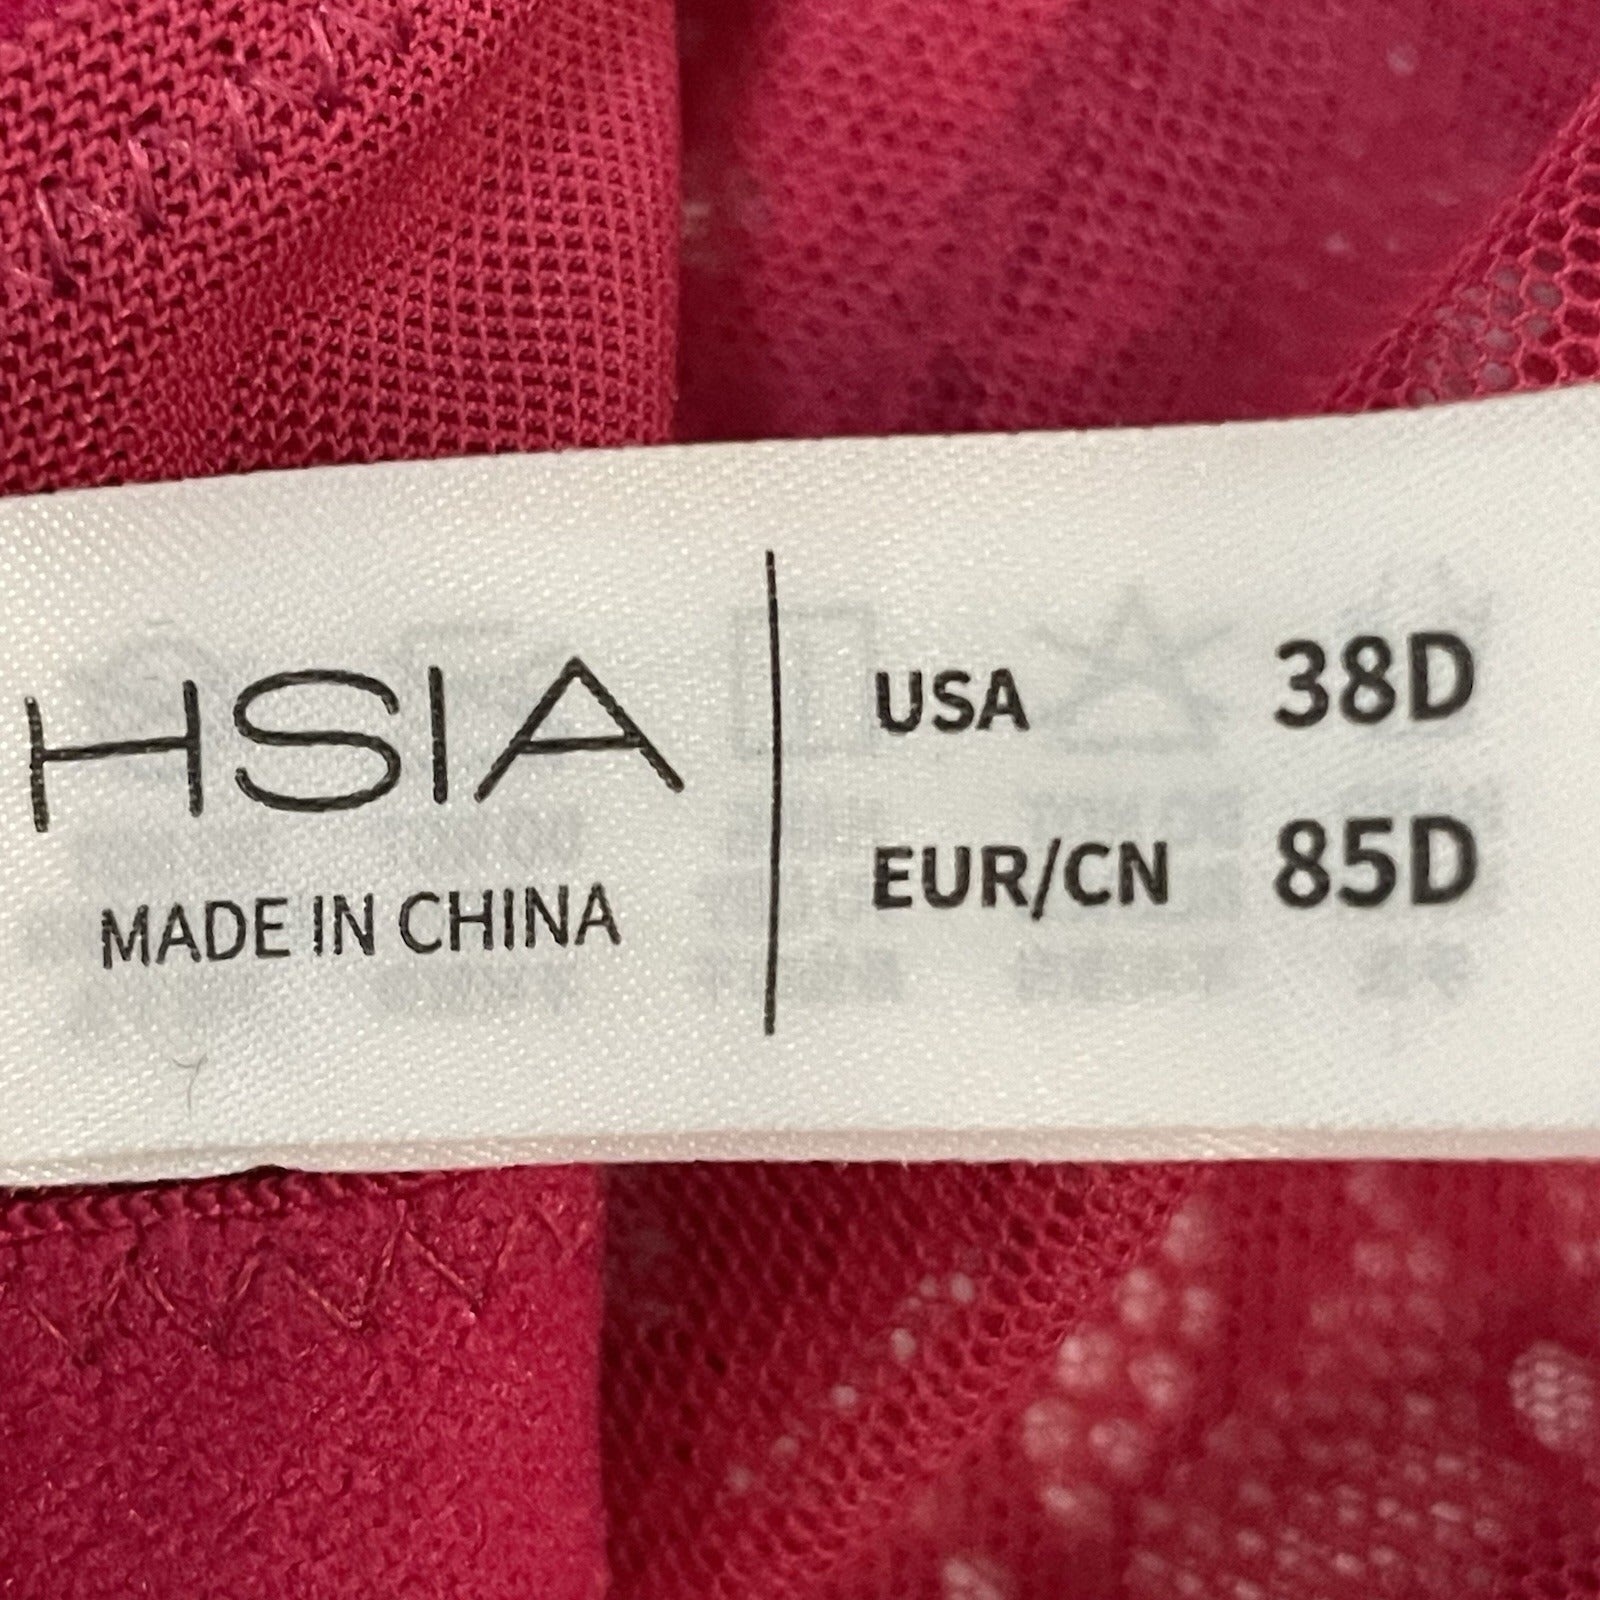 HSIA
MADE IN CHINA
USA 38D
EUR/CN 85D